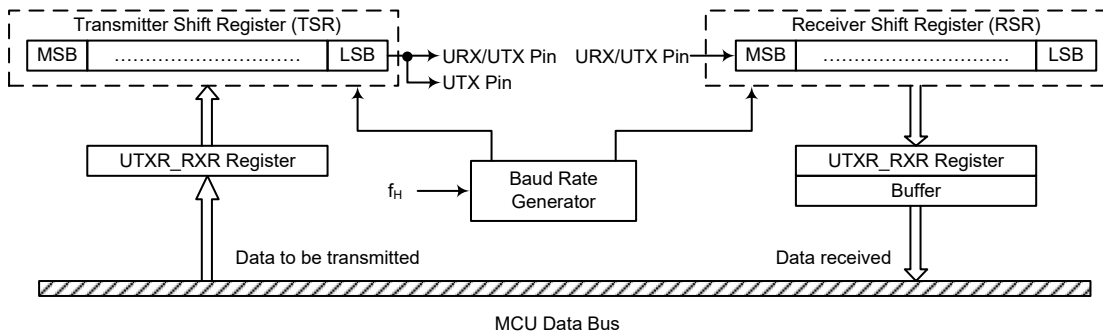 Transmitter Shift Register (TSR)
MSB ………………………… LSB
URX/UTX Pin
UTX Pin
Receiver Shift Register (RSR)
URX/UTX Pin
MSB ………………………… LSB
UTXR_RXR Register
Baud Rate
Generator
fH
UTXR_RXR Register
Buffer
Data to be transmitted
Data received
MCU Data Bus